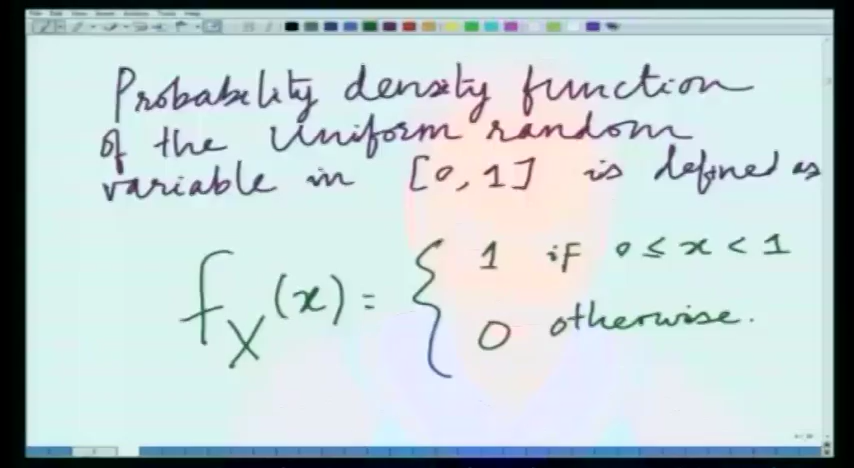 Probability density function
of the Uniform random
variable in [0, 1] is defined as
f_X(x) = { 1 if 0 ≤ x < 1
0 otherwise.